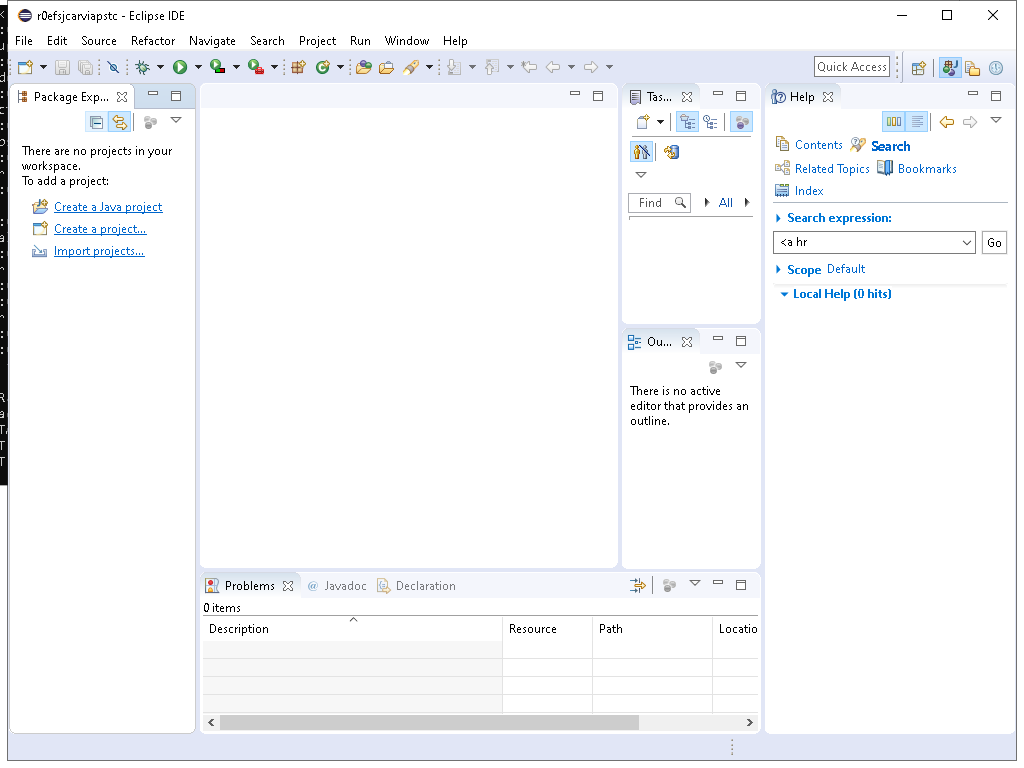 r0efsjcarviapstc - Eclipse IDE
File Edit Source Refactor Navigate Search Project Run Window Help
Quick Access
Package Exp...
There are no projects in your
workspace.
To add a project:
Create a Java project
Create a project...
Import projects...
Tas...
Find
All
Ou...
There is no active
editor that provides an
outline.
Help
Contents Search
Related Topics Bookmarks
Index
Search expression:
<a hr
Go
Scope Default
Local Help (0 hits)
Problems @ Javadoc Declaration
0 items
Description Resource Path Locatio